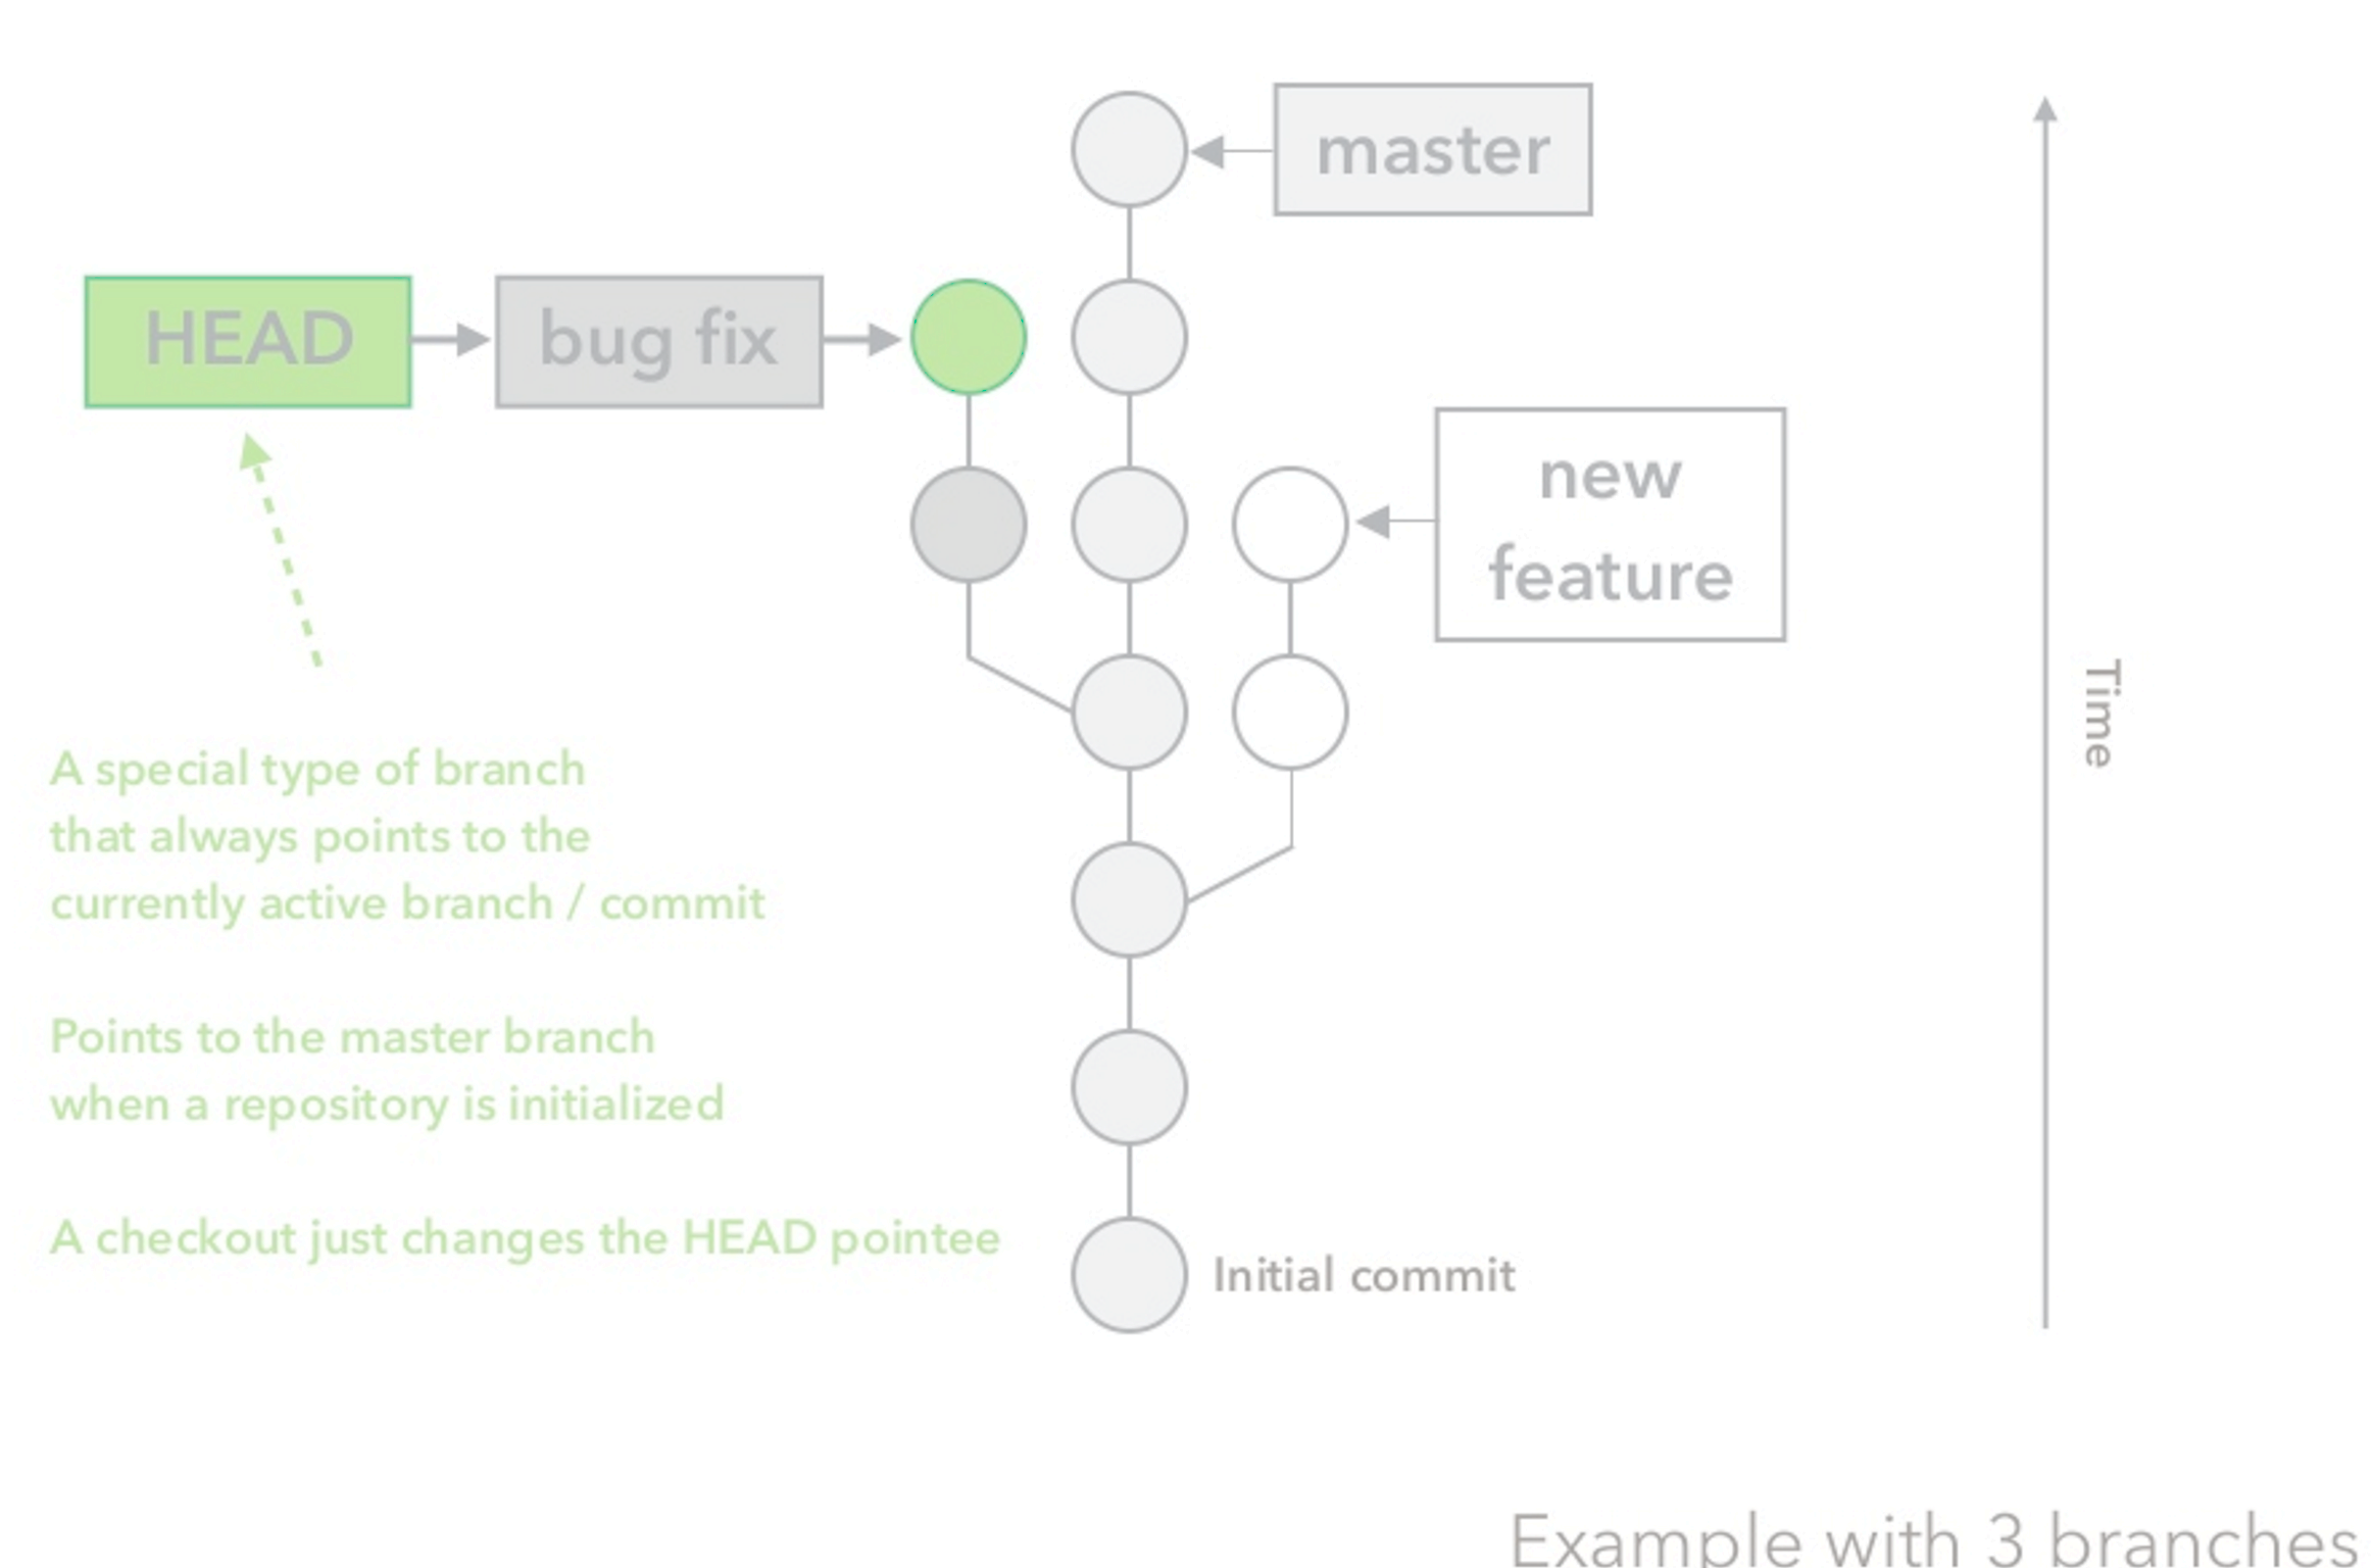 master
HEAD
bug fix
new
feature
Time
A special type of branch
that always points to the
currently active branch / commit
Points to the master branch
when a repository is initialized
A checkout just changes the HEAD pointee
Initial commit
Example with 3 branches